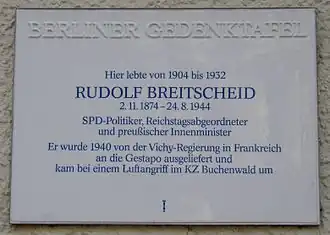 BERLINER GEDENKTAFEL
Hier lebte von 1904 bis 1932
RUDOLF BREITSCHEID
2. 11. 1874 – 24. 8. 1944
SPD-Politiker, Reichstagsabgeordneter
und preußischer Innenminister
Er wurde 1940 von der Vichy-Regierung in Frankreich
an die Gestapo ausgeliefert und
kam bei einem Luftangriff im KZ Buchenwald um